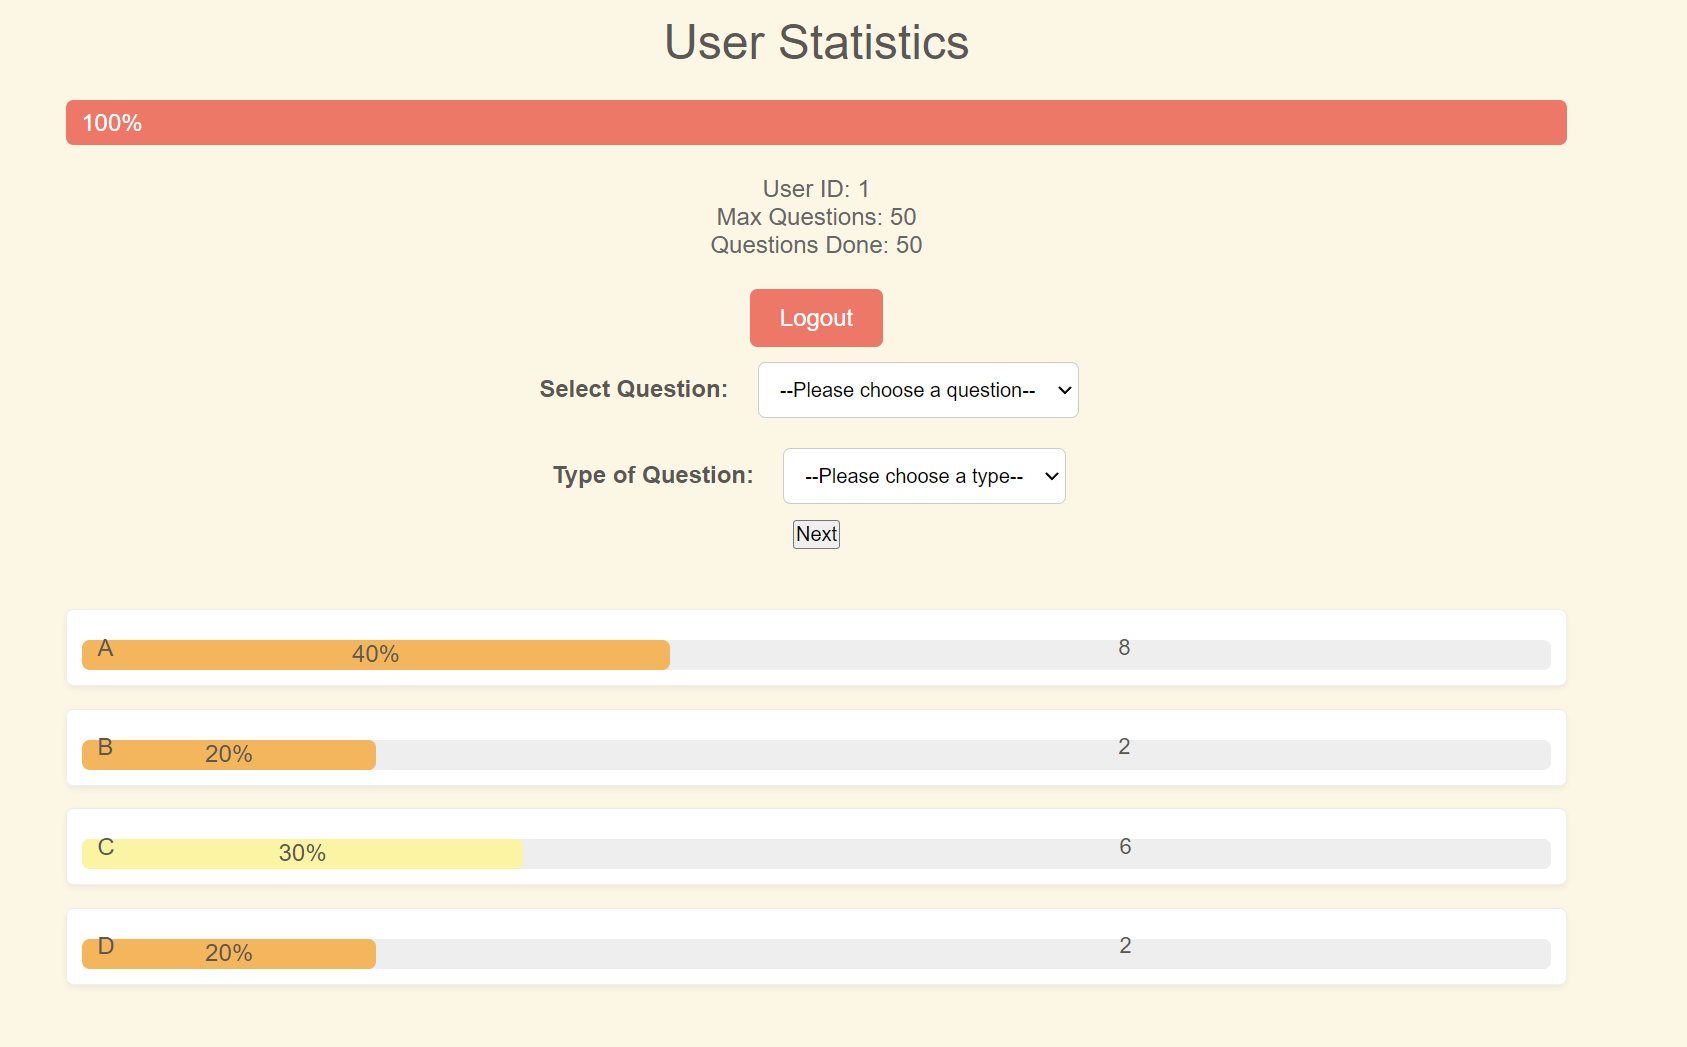 User Statistics
100%
User ID: 1
Max Questions: 50
Questions Done: 50
Logout
Select Question: --Please choose a question--
Type of Question: --Please choose a type--
Next
A 40% 8
B 20% 2
C 30% 6
D 20% 2